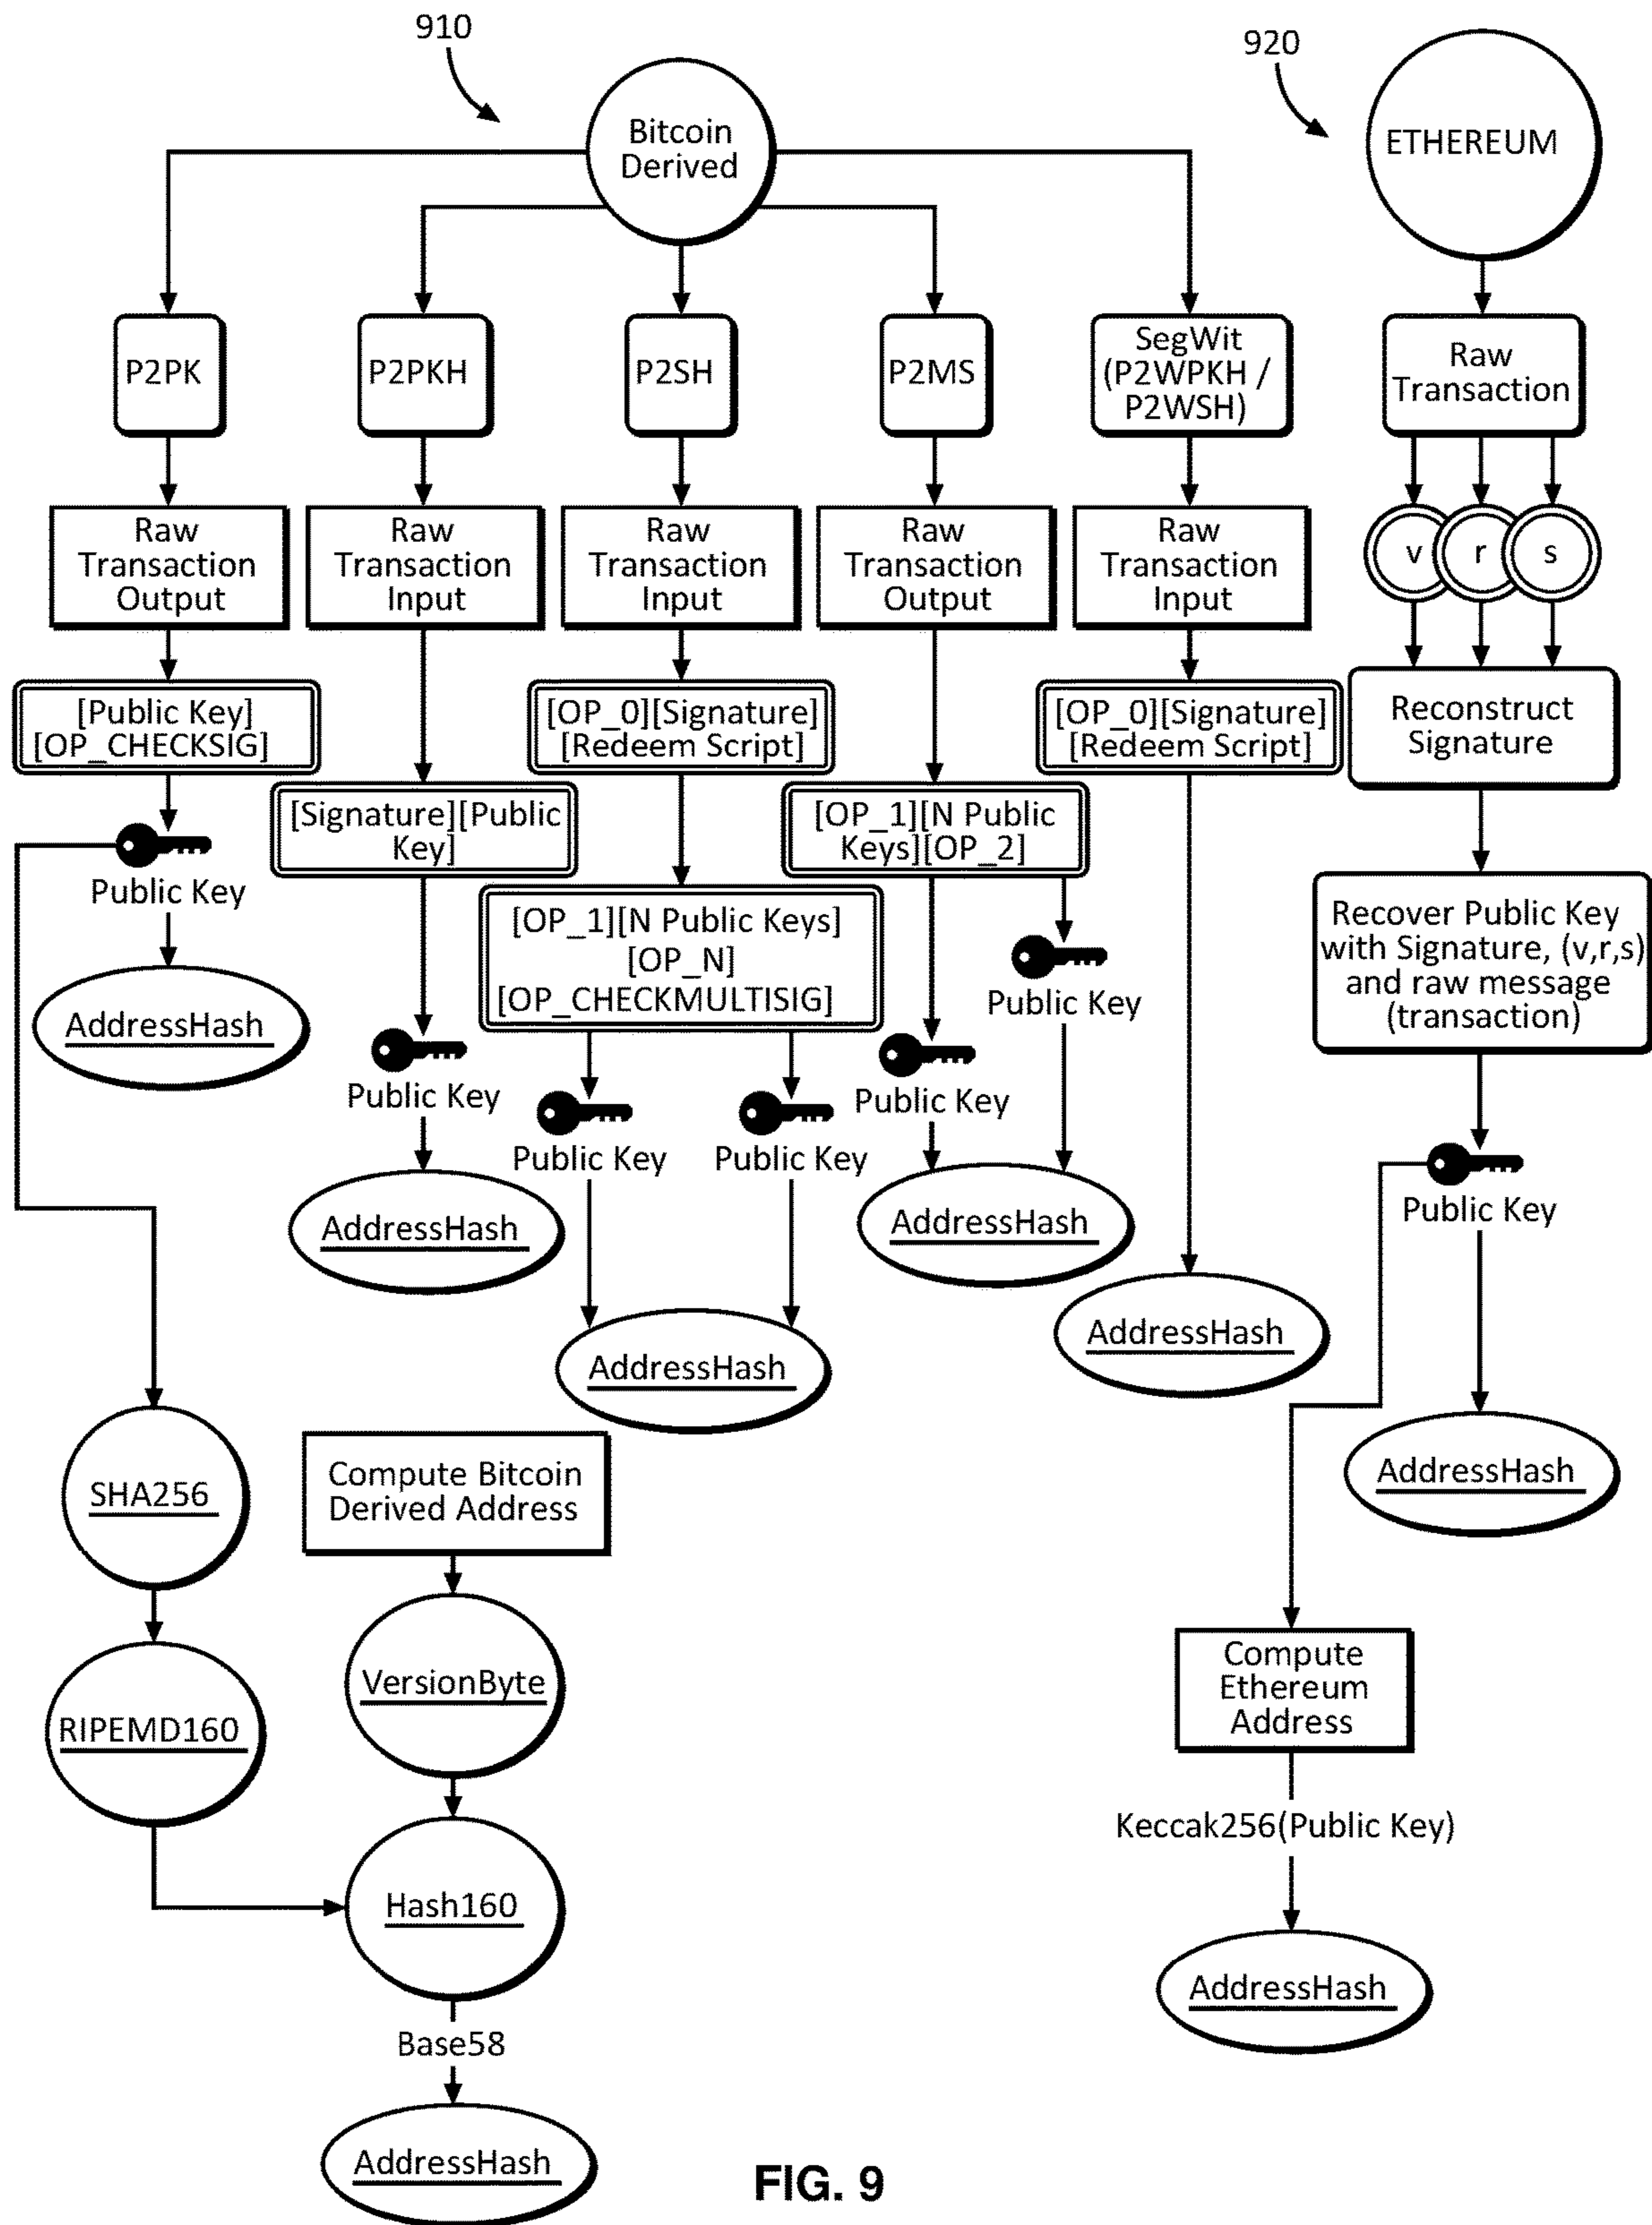 910
920
Bitcoin
Derived
ETHEREUM
P2PK
P2PKH
P2SH
P2MS
SegWit
(P2WPKH /
P2WSH)
Raw
Transaction
Raw
Transaction
Output
Raw
Transaction
Input
Raw
Transaction
Input
Raw
Transaction
Output
Raw
Transaction
Input
v
r
s
[Public Key]
[OP_CHECKSIG]
[Signature][Public
Key]
[OP_0][Signature]
[Redeem Script]
[OP_1][N Public
Keys][OP_2]
[OP_0][Signature]
[Redeem Script]
Reconstruct
Signature
Public Key
AddressHash
[OP_1][N Public Keys]
[OP_N]
[OP_CHECKMULTISIG]
Public Key
Recover Public Key
with Signature, (v,r,s)
and raw message
(transaction)
Public Key
Public Key
Public Key
Public Key
AddressHash
AddressHash
Public Key
AddressHash
AddressHash
AddressHash
SHA256
Compute Bitcoin
Derived Address
RIPEMD160
VersionByte
Compute
Ethereum
Address
Keccak256(Public Key)
Hash160
AddressHash
Base58
AddressHash
FIG. 9